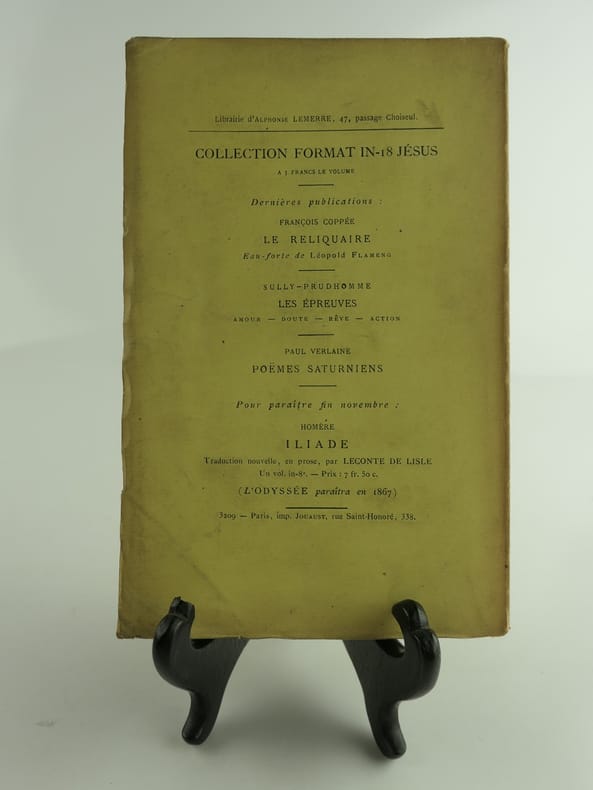 Librairie d'ALPHONSE LEMERRE, 47, passage Choiseul.
COLLECTION FORMAT IN-18 JÉSUS
A 3 FRANCS LE VOLUME
Dernières publications :
FRANÇOIS COPPÉE
LE RELIQUAIRE
Eau-forte de Léopold FLAMENG
SULLY-PRUDHOMME
LES ÉPREUVES
AMOUR — DOUTE — RÊVE — ACTION
PAUL VERLAINE
POËMES SATURNIENS
Pour paraître fin novembre :
HOMÈRE
ILIADE
Traduction nouvelle, en prose, par LECONTE DE LISLE
Un vol. in-8°. — Prix : 7 fr. 50 c.
(L'ODYSSÉE paraîtra en 1867)
3209 — Paris, imp. JOUAUST, rue Saint-Honoré, 338.